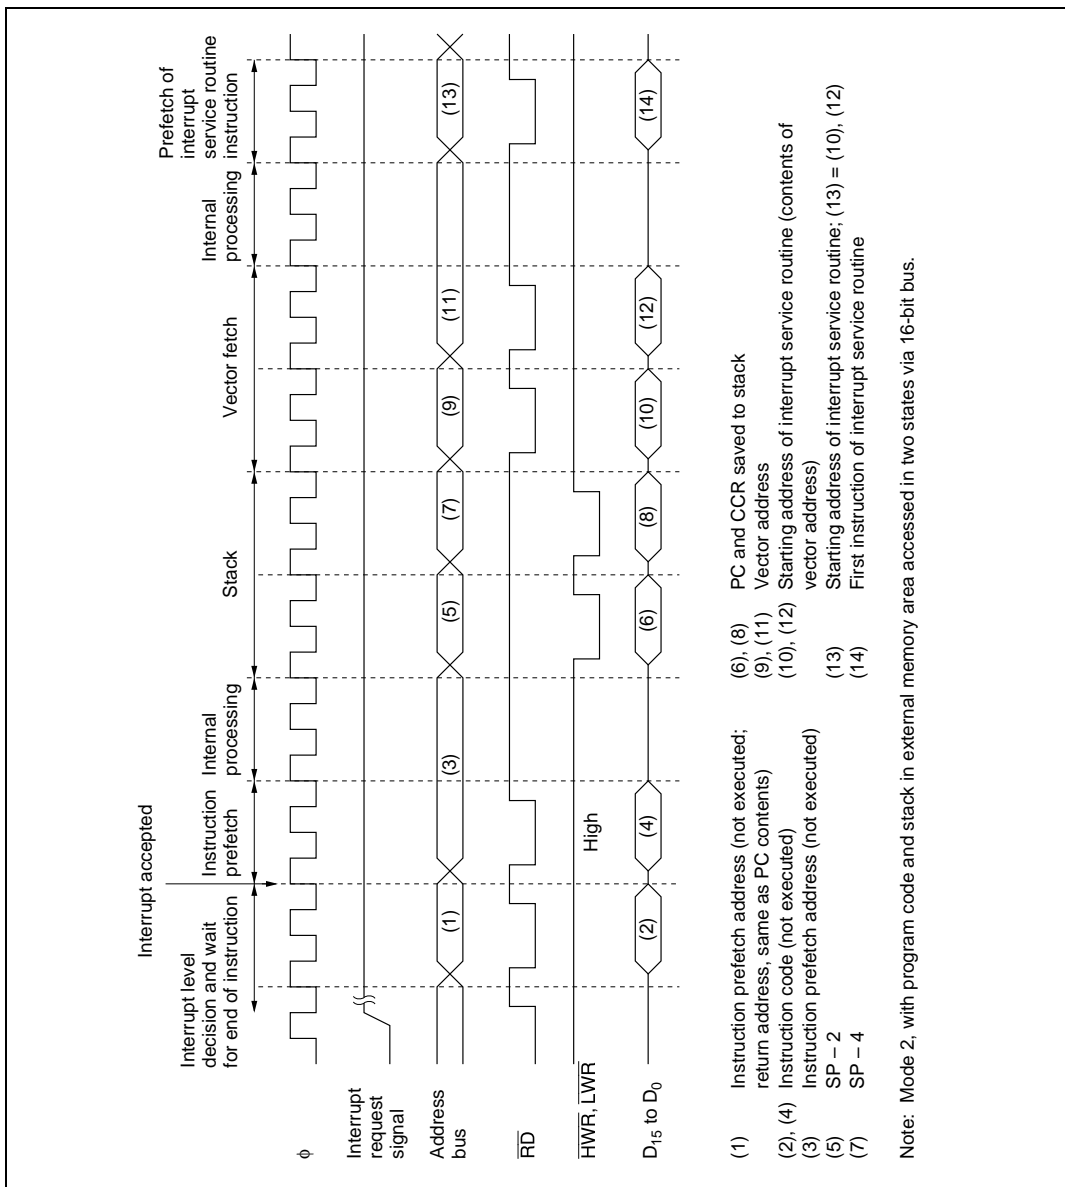 Interrupt accepted
Interrupt level
decision and wait
for end of instruction
Instruction
prefetch
Internal
processing
Stack
Vector fetch
Internal
processing
Prefetch of
interrupt
service routine
instruction
φ
Interrupt
request
signal
Address
bus
(1)
(3)
(5)
(7)
(9)
(11)
(13)
RD
HWR, LWR
High
D15 to D0
(2)
(4)
(6)
(8)
(10)
(12)
(14)
(1) Instruction prefetch address (not executed;
return address, same as PC contents)
(2), (4) Instruction code (not executed)
(3) Instruction prefetch address (not executed)
(5) SP – 2
(7) SP – 4
(6), (8) PC and CCR saved to stack
(9), (11) Vector address
(10), (12) Starting address of interrupt service routine (contents of
vector address)
(13) Starting address of interrupt service routine; (13) = (10), (12)
(14) First instruction of interrupt service routine
Note: Mode 2, with program code and stack in external memory area accessed in two states via 16-bit bus.